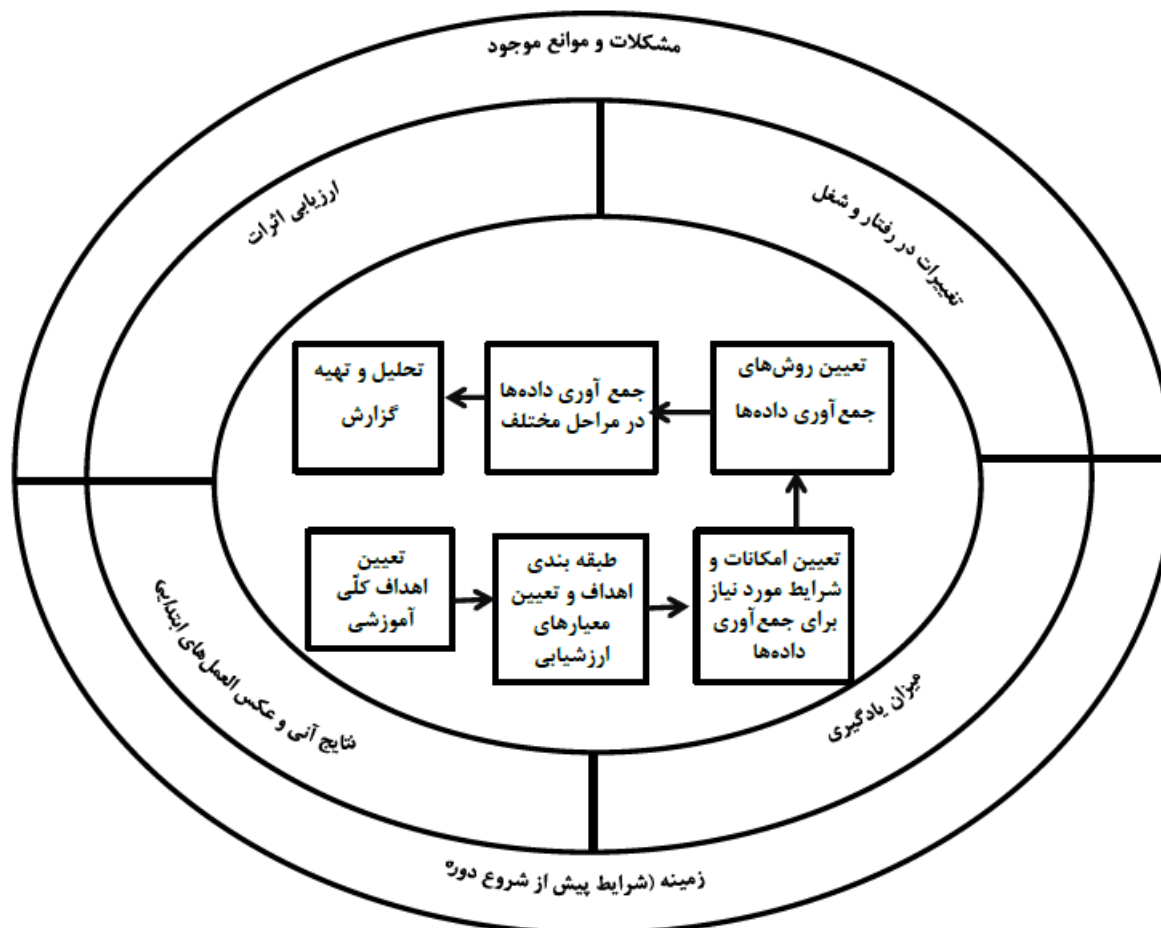 مشکلات و موانع موجود
ارزیابی اثرات
تغییرات در رفتار و شغل
تعیین روش‌های
جمع‌آوری داده‌ها
جمع آوری داده‌ها
در مراحل مختلف
تحلیل و تهیه
گزارش
تعیین
اهداف کلّی
آموزشی
طبقه بندی
اهداف و تعیین
معیارهای
ارزشیابی
تعیین امکانات و
شرایط مورد نیاز
برای جمع‌آوری
داده‌ها
نتایج آنی و عکس العمل‌های ابتدایی
میزان یادگیری
زمینه (شرایط پیش از شروع دوره